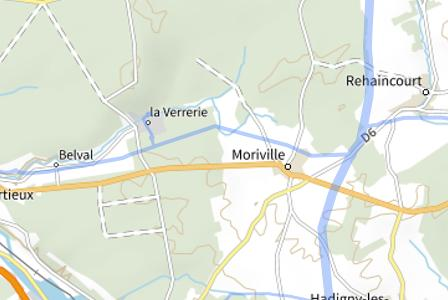 Rehaincourt
la Verrerie
D6
Belval
Moriville
rtieux
Hadigny-les-